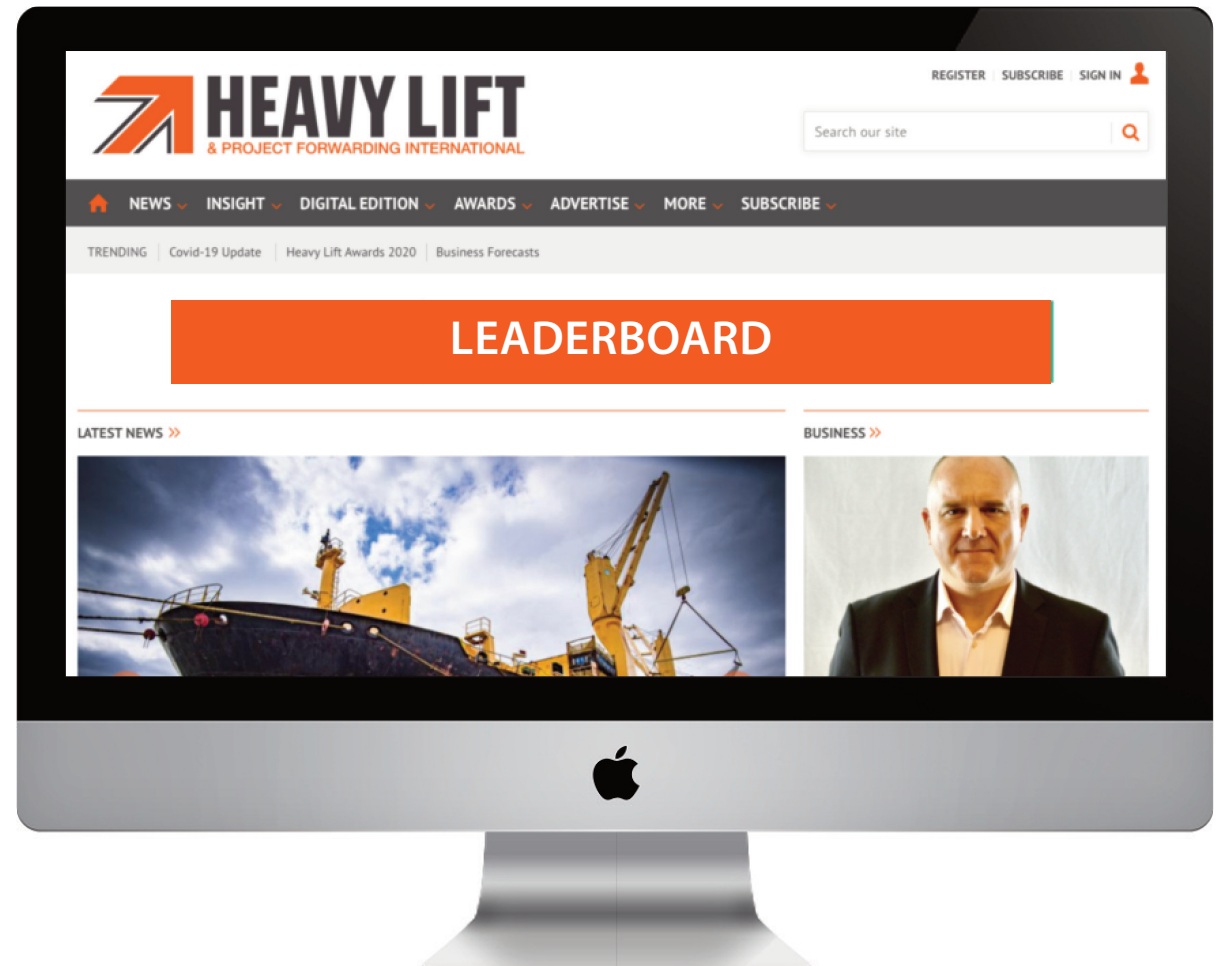 REGISTER SUBSCRIBE SIGN IN
HEAVY LIFT
& PROJECT FORWARDING INTERNATIONAL
Search our site
NEWS INSIGHT DIGITAL EDITION AWARDS ADVERTISE MORE SUBSCRIBE
TRENDING Covid-19 Update Heavy Lift Awards 2020 Business Forecasts
LEADERBOARD
LATEST NEWS »
BUSINESS »